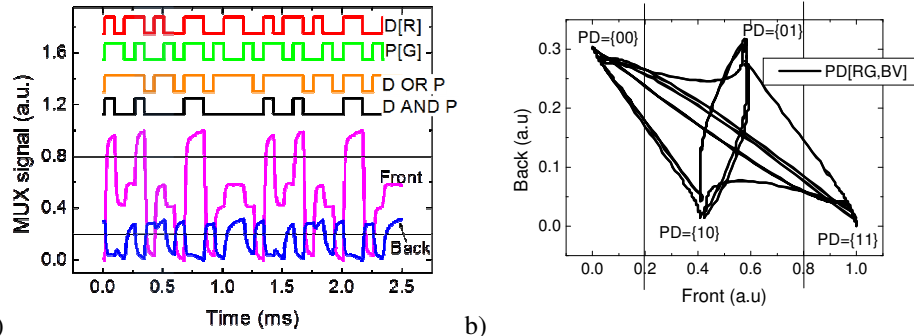 D[R]
P[G]
D OR P
D AND P
Front
Back
MUX signal (a.u.)
1.8
1.2
0.8
0.4
0.0
0.0 0.5 1.0 1.5 2.0 2.5
Time (ms)
)
b)
PD={00}
PD={01}
PD[RG,BV]
PD={10}
PD={11}
Back (a.u)
0.3
0.2
0.1
0.0
0.0 0.2 0.4 0.6 0.8 1.0
Front (a.u)